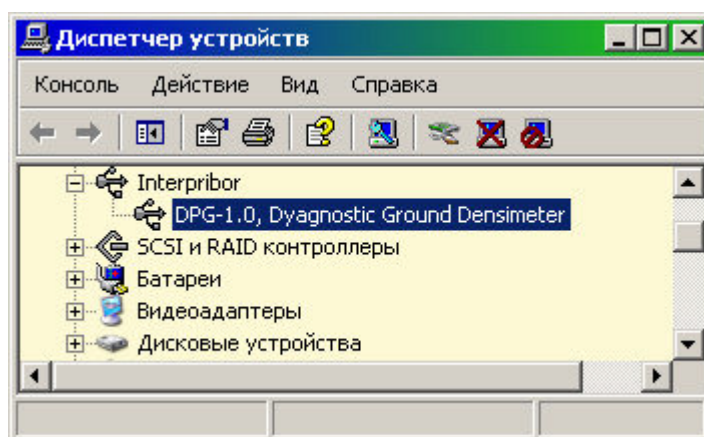 Диспетчер устройств
Консоль Действие Вид Справка
Interpribor
DPG-1.0, Dyagnostic Ground Densimeter
SCSI и RAID контроллеры
Батареи
Видеоадаптеры
Дисковые устройства